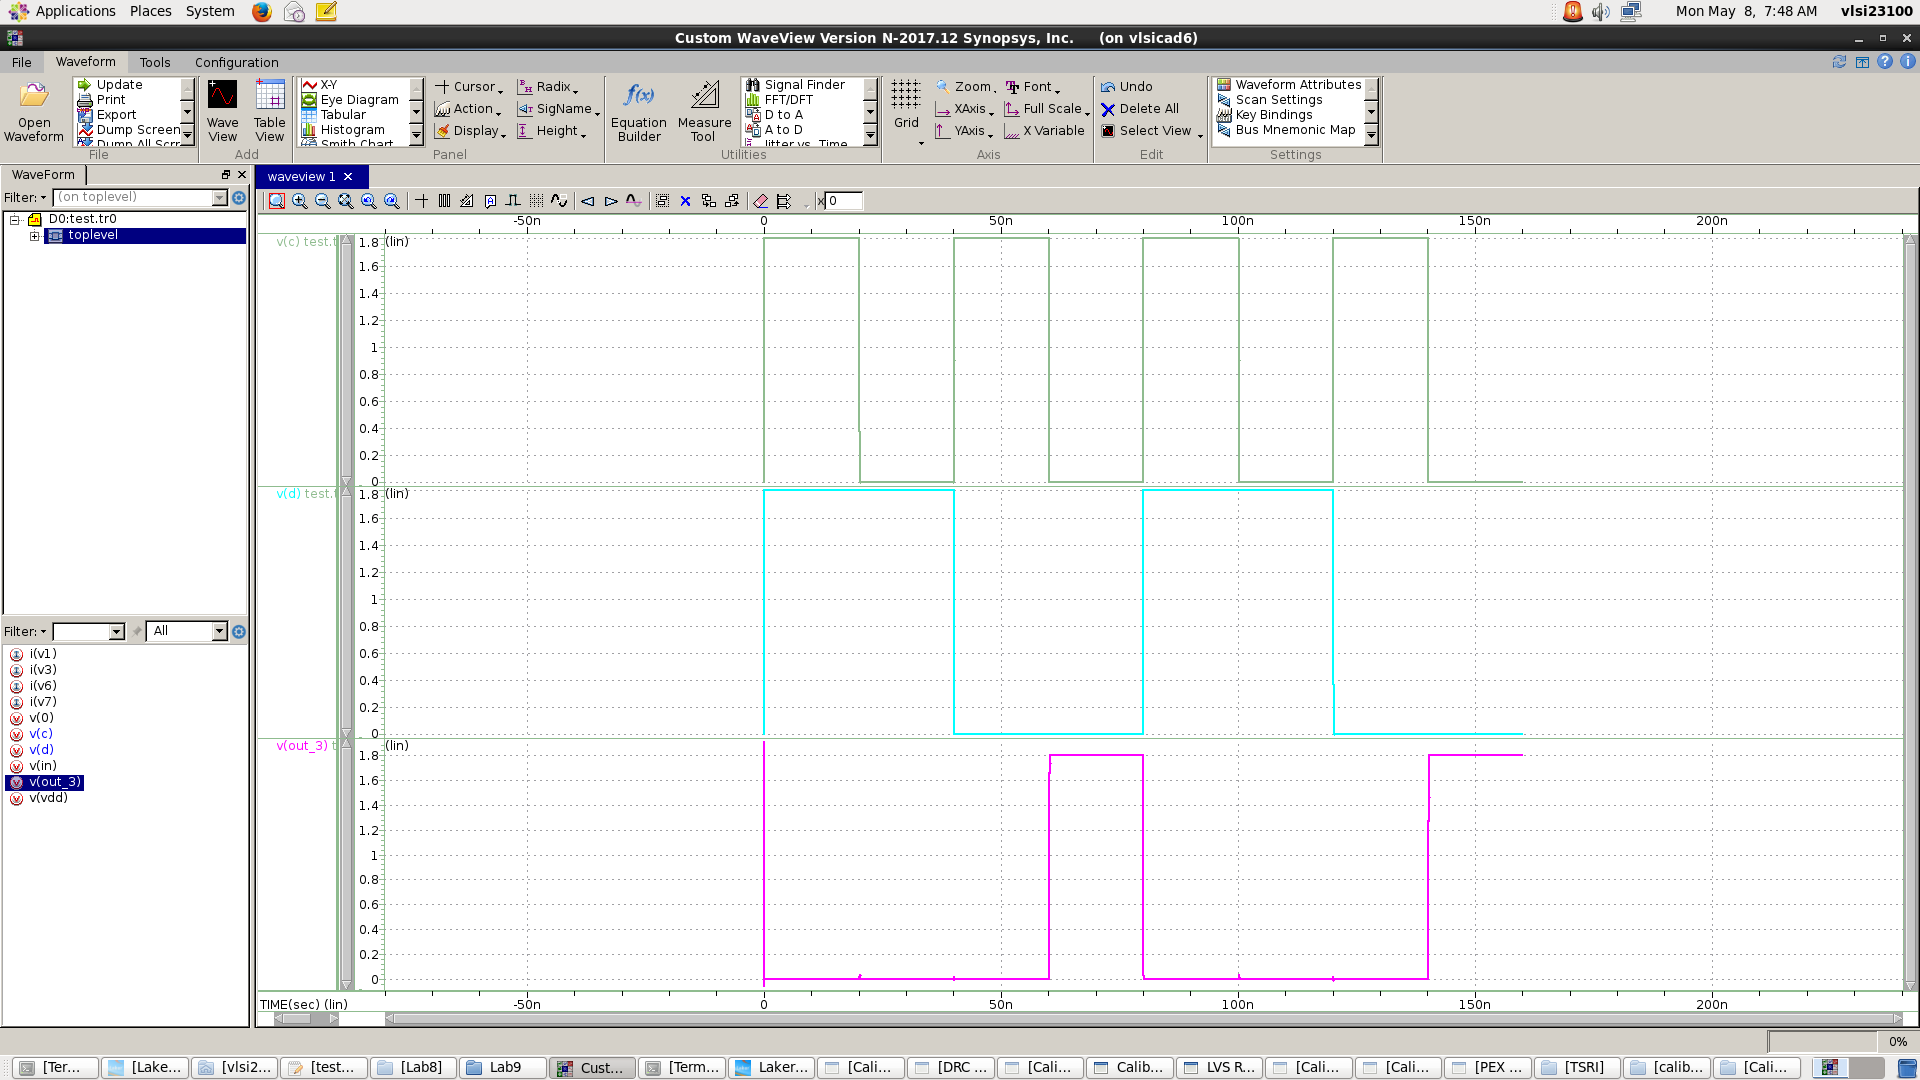 Applications Places System Mon May 8, 7:48 AM vlsi23100
Custom WaveView Version N-2017.12 Synopsys, Inc. (on vlsicad6)
File Waveform Tools Configuration
Open Waveform
Update
Print
Export
Dump Screen
Dump All Scr
File
Wave View
Table View
Add
X-Y
Eye Diagram
Tabular
Histogram
Smith Chart
Cursor
Action
Display
Radix
SigName
Height
Panel
Equation Builder
Measure Tool
Signal Finder
FFT/DFT
D to A
A to D
Jitter vs. Time
Utilities
Grid
Zoom
XAxis
YAxis
Font
Full Scale
X Variable
Axis
Undo
Delete All
Select View
Edit
Waveform Attributes
Scan Settings
Key Bindings
Bus Mnemonic Map
Settings
WaveForm
Filter: (on toplevel)
D0:test.tr0
toplevel
Filter: All
i(v1)
i(v3)
i(v6)
i(v7)
v(0)
v(c)
v(d)
v(in)
v(out_3)
v(vdd)
waveview 1
x 0
-50n 0 50n 100n 150n 200n
v(c) test.t 1.8 (lin)
1.6
1.4
1.2
1
0.8
0.6
0.4
0.2
0
v(d) test.t 1.8 (lin)
1.6
1.4
1.2
1
0.8
0.6
0.4
0.2
0
v(out_3) t (lin)
1.8
1.6
1.4
1.2
1
0.8
0.6
0.4
0.2
0
TIME(sec) (lin) -50n 0 50n 100n 150n 200n
0%
[Ter... [Lake... [vlsi2... [test... [Lab8] Lab9 Cust... [Term... Laker... [Cali... [DRC ... [Cali... Calib... LVS R... [Cali... [Cali... [PEX ... [TSRI] [calib... [Cali...